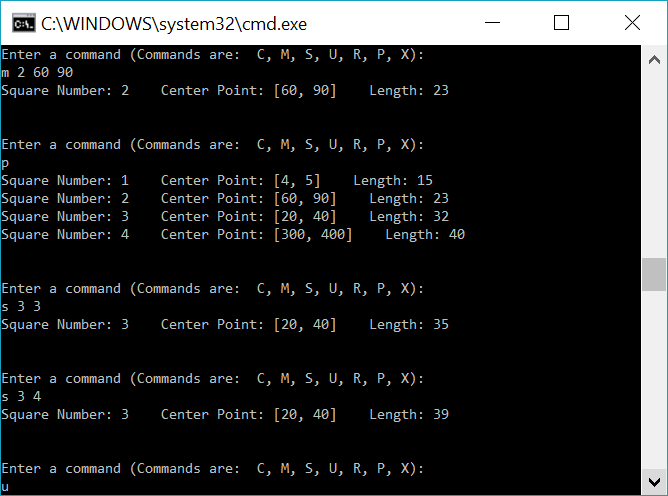 C:\WINDOWS\system32\cmd.exe
Enter a command (Commands are:  C, M, S, U, R, P, X):
m 2 60 90
Square Number: 2    Center Point: [60, 90]    Length: 23
Enter a command (Commands are:  C, M, S, U, R, P, X):
p
Square Number: 1    Center Point: [4, 5]    Length: 15
Square Number: 2    Center Point: [60, 90]    Length: 23
Square Number: 3    Center Point: [20, 40]    Length: 32
Square Number: 4    Center Point: [300, 400]    Length: 40
Enter a command (Commands are:  C, M, S, U, R, P, X):
s 3 3
Square Number: 3    Center Point: [20, 40]    Length: 35
Enter a command (Commands are:  C, M, S, U, R, P, X):
s 3 4
Square Number: 3    Center Point: [20, 40]    Length: 39
Enter a command (Commands are:  C, M, S, U, R, P, X):
u